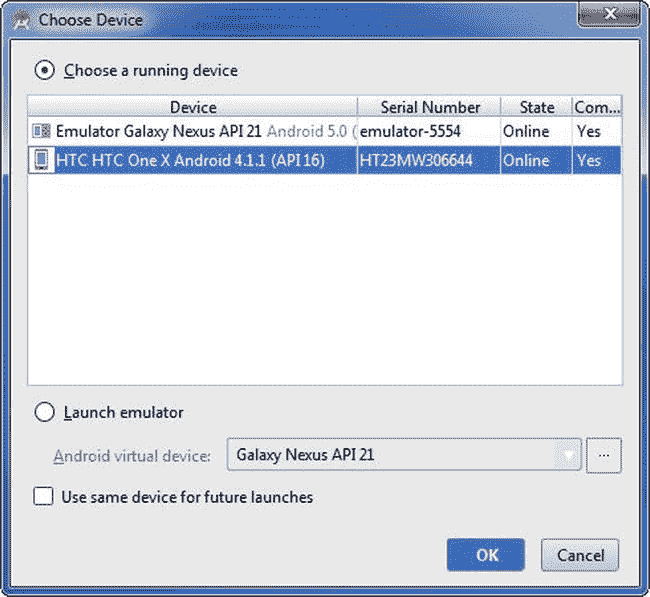 Choose Device
Choose a running device
Device Serial Number State Com...
Emulator Galaxy Nexus API 21 Android 5.0 ( emulator-5554 Online Yes
HTC HTC One X Android 4.1.1 (API 16) HT23MW306644 Online Yes
Launch emulator
Android virtual device: Galaxy Nexus API 21 ...
Use same device for future launches
OK Cancel